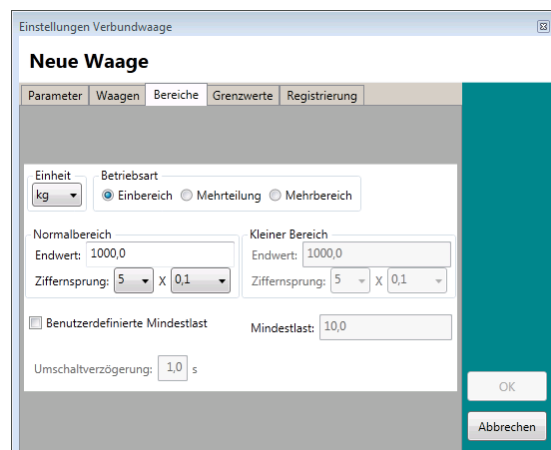 Einstellungen Verbundwaage
Neue Waage
Parameter Waagen Bereiche Grenzwerte Registrierung
Einheit Betriebsart
kg Einbereich Mehrteilung Mehrbereich
Normalbereich Kleiner Bereich
Endwert: 1000,0 Endwert: 1000,0
Ziffernsprung: 5 X 0,1 Ziffernsprung: 5 X 0,1
Benutzerdefinierte Mindestlast Mindestlast: 10,0
Umschaltverzögerung: 1,0 s
OK
Abbrechen